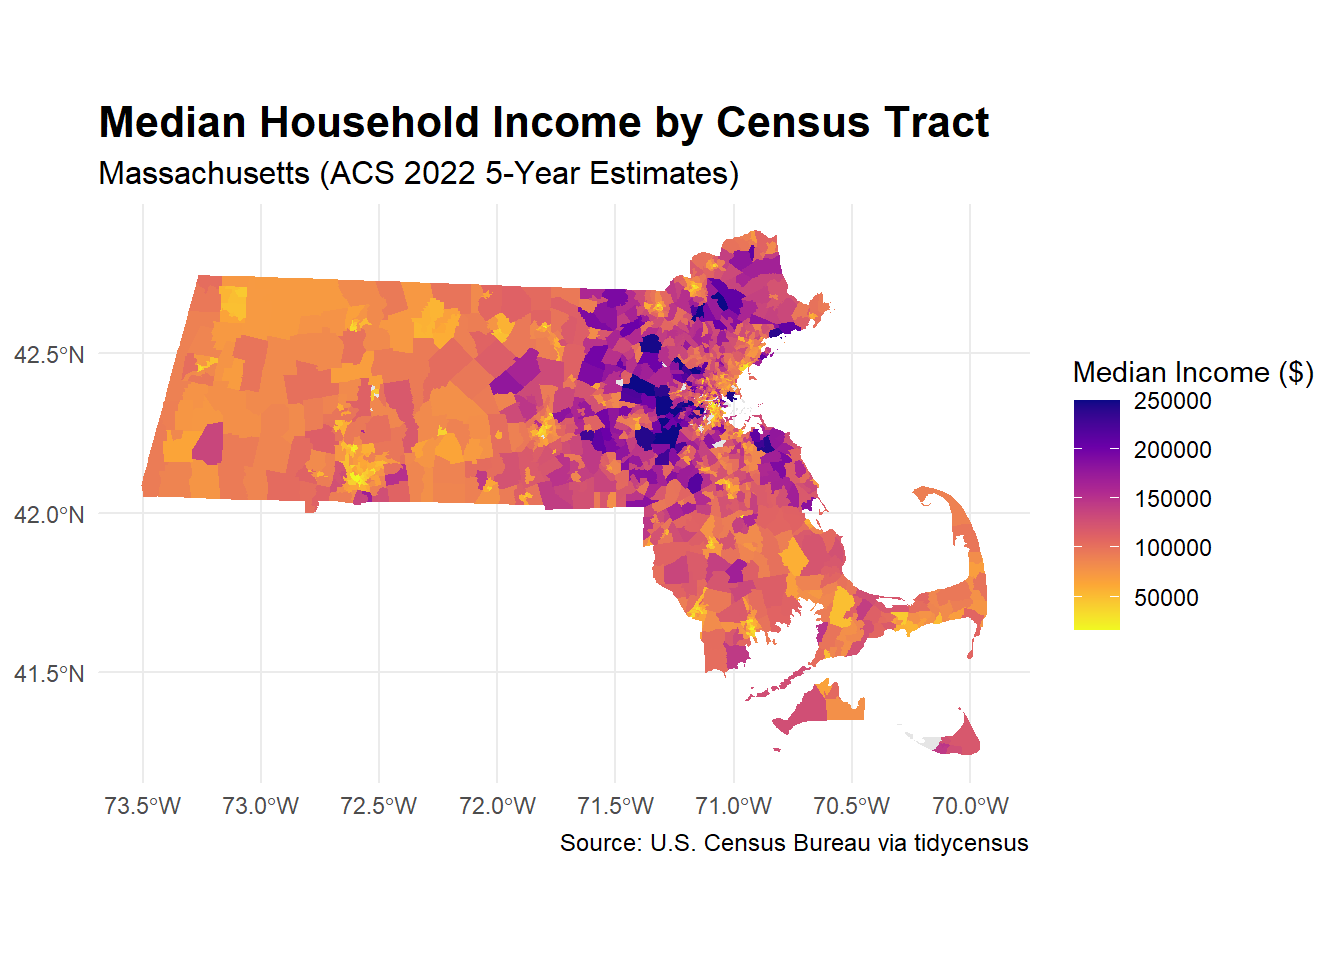 Median Household Income by Census Tract
Massachusetts (ACS 2022 5-Year Estimates)
42.5°N
42.0°N
41.5°N
73.5°W 73.0°W 72.5°W 72.0°W 71.5°W 71.0°W 70.5°W 70.0°W
Source: U.S. Census Bureau via tidycensus
Median Income ($)
250000
200000
150000
100000
50000